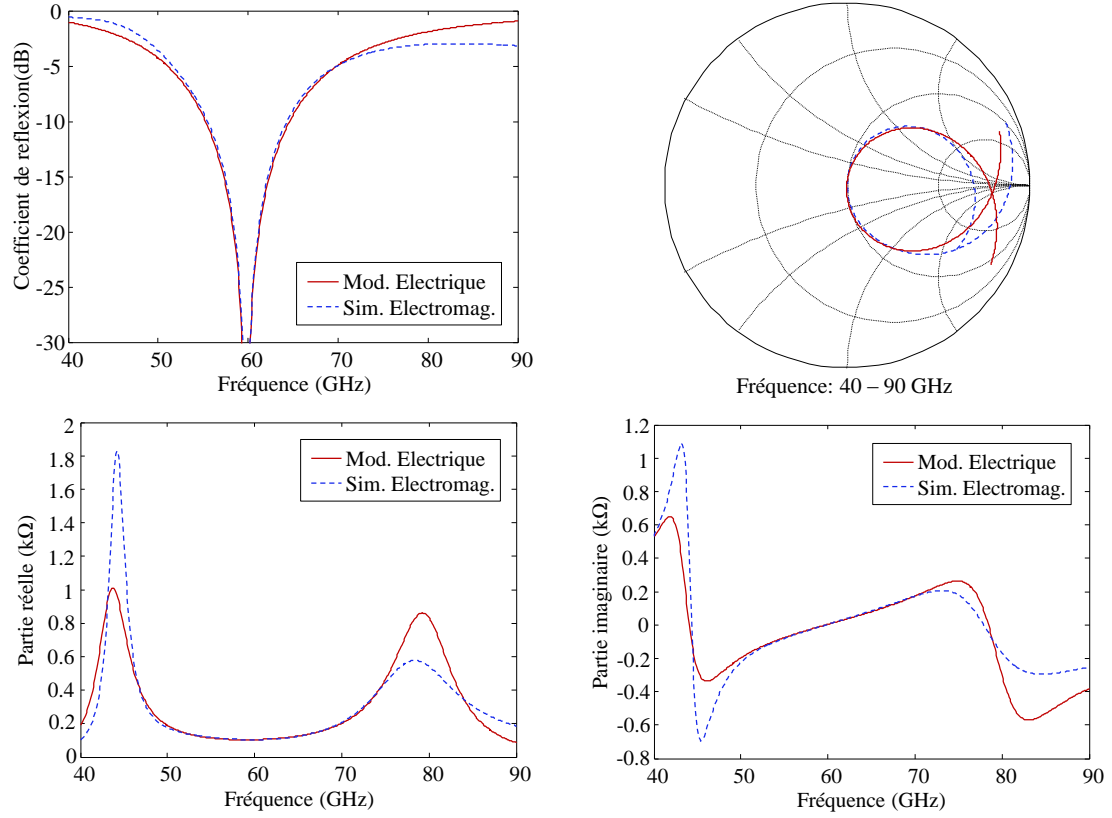 0
-5
-10
-15
-20
-25
-30
Coefficient de reflexion(dB)
Mod. Electrique
Sim. Electromag.
40 50 60 70 80 90
Fréquence (GHz)
Fréquence: 40 – 90 GHz
2
1.8
1.6
1.4
1.2
1
0.8
0.6
0.4
0.2
0
Partie réelle (kΩ)
Mod. Electrique
Sim. Electromag.
40 50 60 70 80 90
Fréquence (GHz)
1.2
1
0.8
0.6
0.4
0.2
0
-0.2
-0.4
-0.6
-0.8
Partie imaginaire (kΩ)
Mod. Electrique
Sim. Electromag.
40 50 60 70 80 90
Fréquence (GHz)